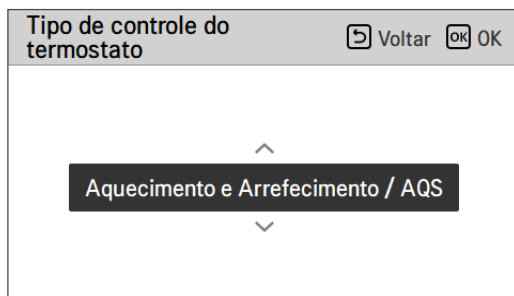 Tipo de controle do
termostato
Voltar OK OK
Aquecimento e Arrefecimento / AQS